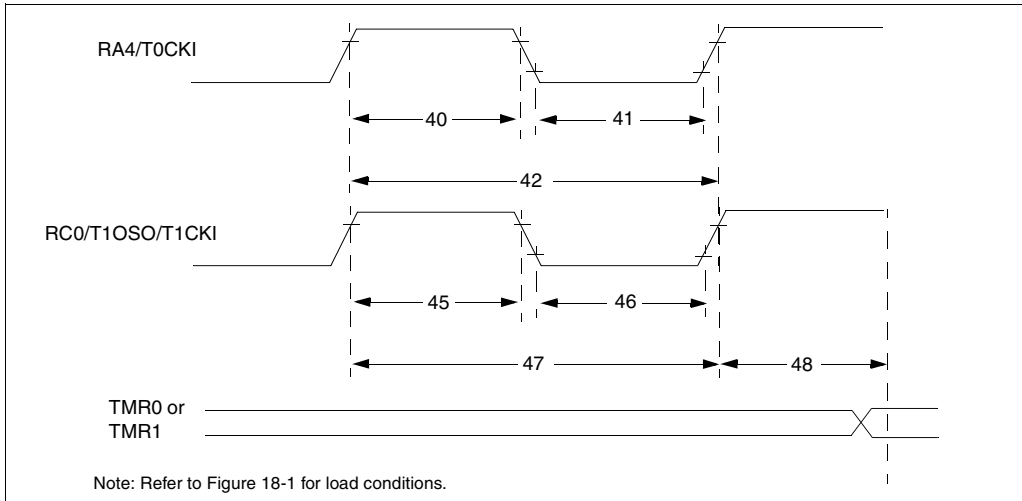 RA4/T0CKI
40
41
42
RC0/T1OSO/T1CKI
45
46
47
48
TMR0 or
TMR1
Note: Refer to Figure 18-1 for load conditions.